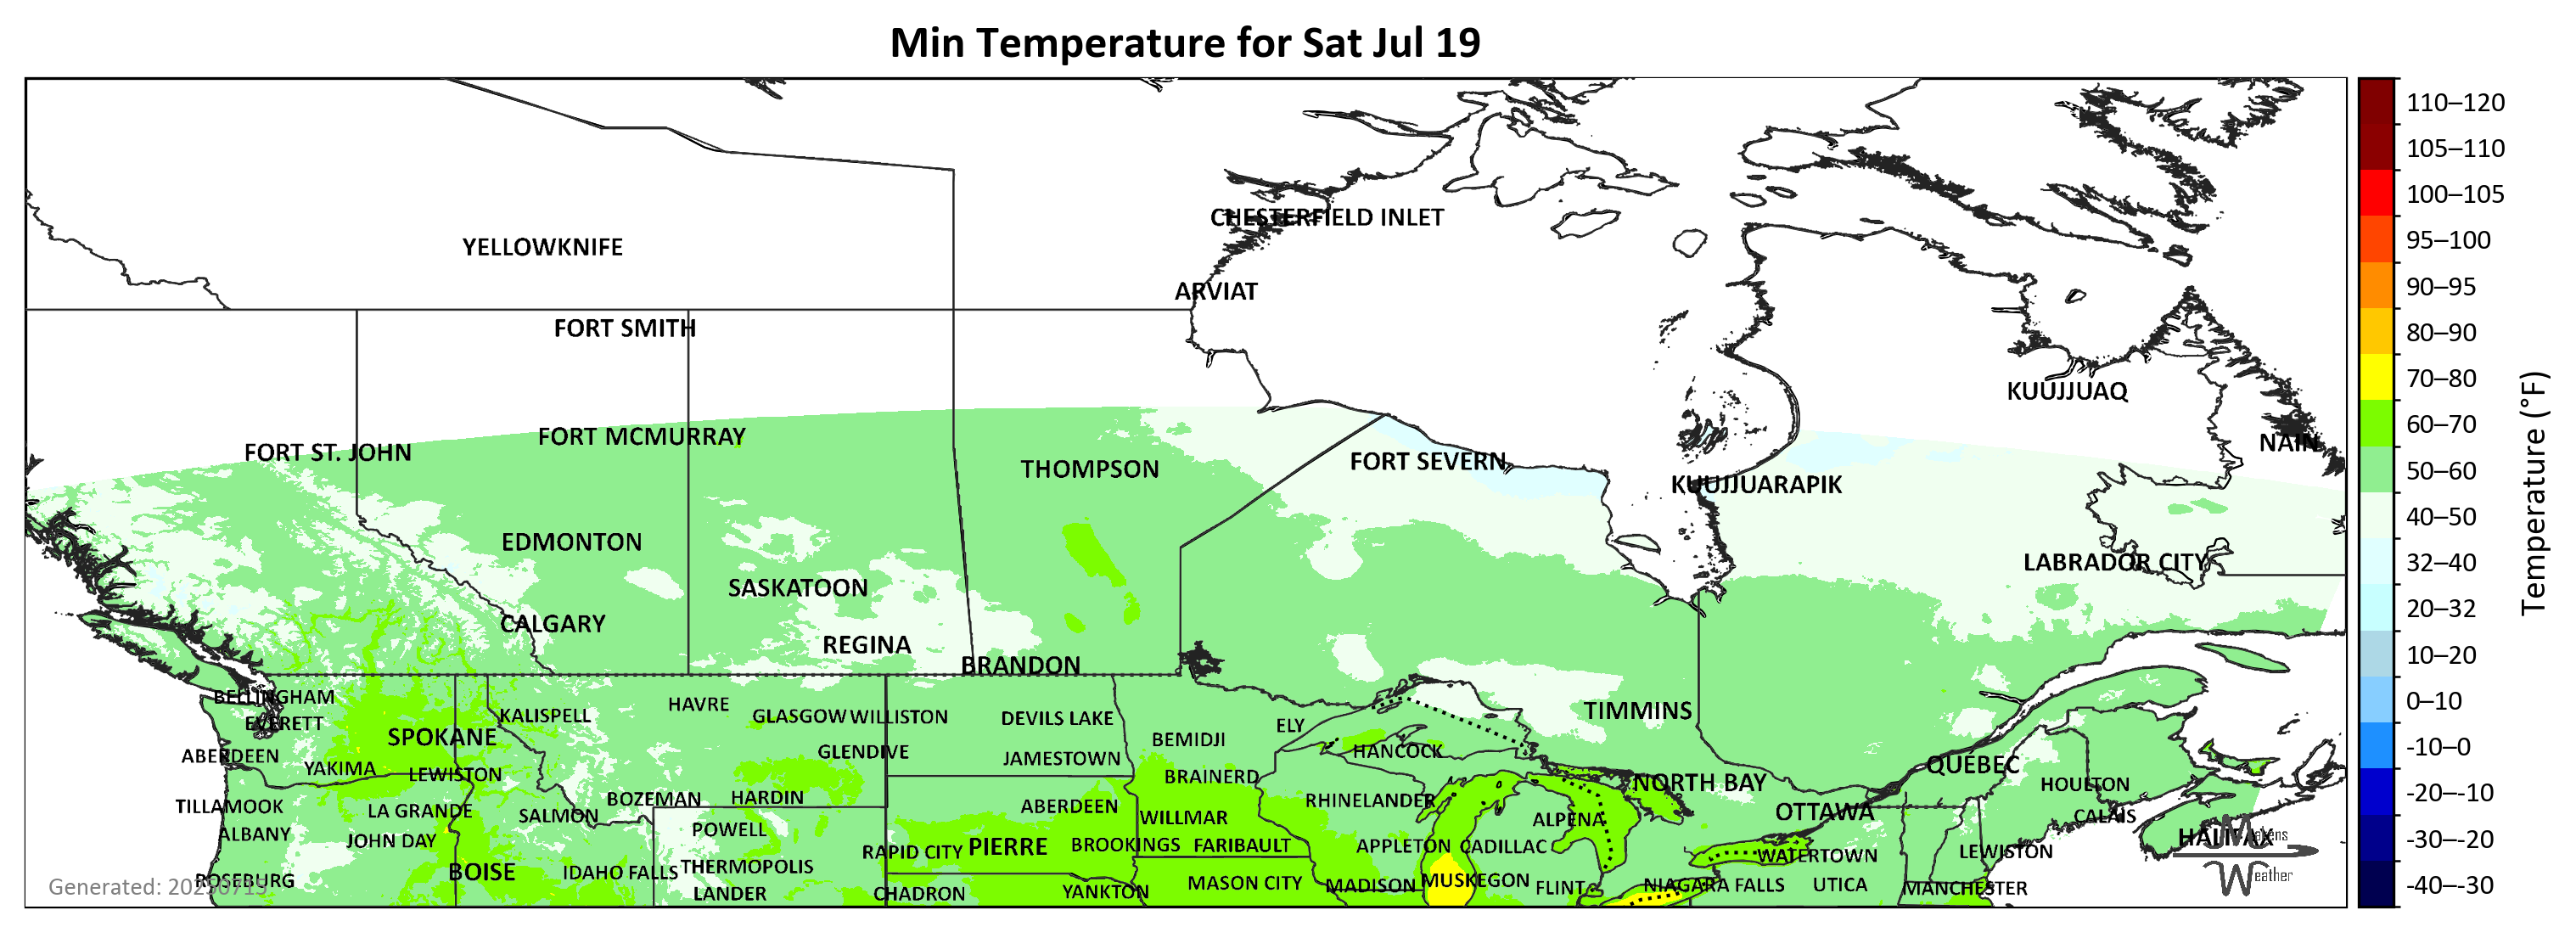 Min Temperature for Sat Jul 19
CHESTERFIELD INLET
YELLOWKNIFE
ARVIAT
FORT SMITH
KUUJJUAQ
FORT MCMURRAY
FORT ST. JOHN
NAIN
THOMPSON
FORT SEVERN
KUUJJUARAPIK
EDMONTON
LABRADOR CITY
SASKATOON
CALGARY
REGINA
BRANDON
BELLINGHAM
HAVRE
TIMMINS
KALISPELL
GLASGOW
WILLISTON
DEVILS LAKE
EVERETT
ELY
SPOKANE
BEMIDJI
ABERDEEN
GLENDIVE
JAMESTOWN
HANCOCK
QUÉBEC
YAKIMA
LEWISTON
BRAINERD
NORTH BAY
HOULTON
BOZEMAN
HARDIN
RHINELANDER
TILLAMOOK
LA GRANDE
SALMON
ABERDEEN
WILLMAR
ALPENA
OTTAWA
CALAIS
ALBANY
JOHN DAY
POWELL
HALIFAX
Makens
Weather
RAPID CITY
PIERRE
BROOKINGS
FARIBAULT
APPLETON
CADILLAC
WATERTOWN
LEWISTON
BOISE
IDAHO FALLS
THERMOPOLIS
ROSEBURG
Generated: 20250715
LANDER
CHADRON
YANKTON
MASON CITY
MADISON
MUSKEGON
FLINT
NIAGARA FALLS
UTICA
MANCHESTER
110–120
105–110
100–105
95–100
90–95
80–90
70–80
60–70
50–60
40–50
32–40
20–32
10–20
0–10
-10–0
-20–-10
-30–-20
-40–-30
Temperature (°F)